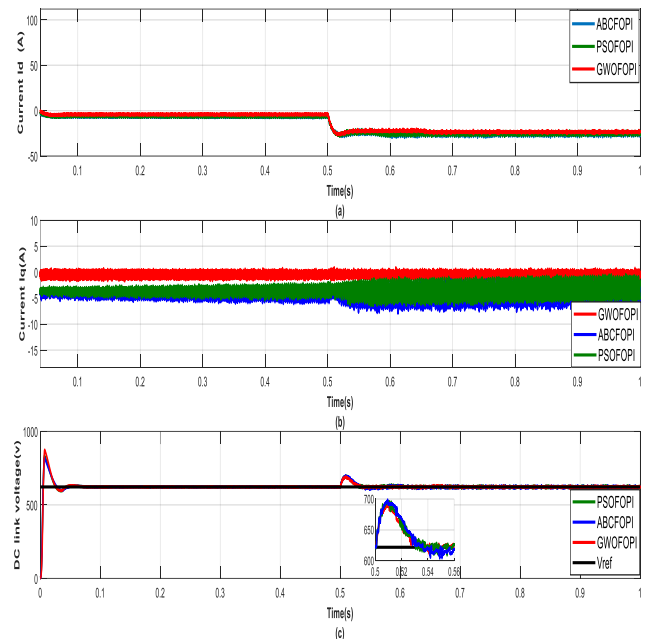 100
50
0
-50
Current Id (A)
ABCFOPI
PSOFOPI
GWOFOPI
0.1 0.2 0.3 0.4 0.5 0.6 0.7 0.8 0.9 1
Time(s)
(a)
10
5
0
-5
-10
-15
Current Iq(A)
GWOFOPI
ABCFOPI
PSOFOPI
0.1 0.2 0.3 0.4 0.5 0.6 0.7 0.8 0.9 1
Time(s)
(b)
1000
500
0
DC link voltage(v)
700
650
600
0.5 0.52 0.54 0.56
PSOFOPI
ABCFOPI
GWOFOPI
Vref
0 0.1 0.2 0.3 0.4 0.5 0.6 0.7 0.8 0.9 1
Time(s)
(c)